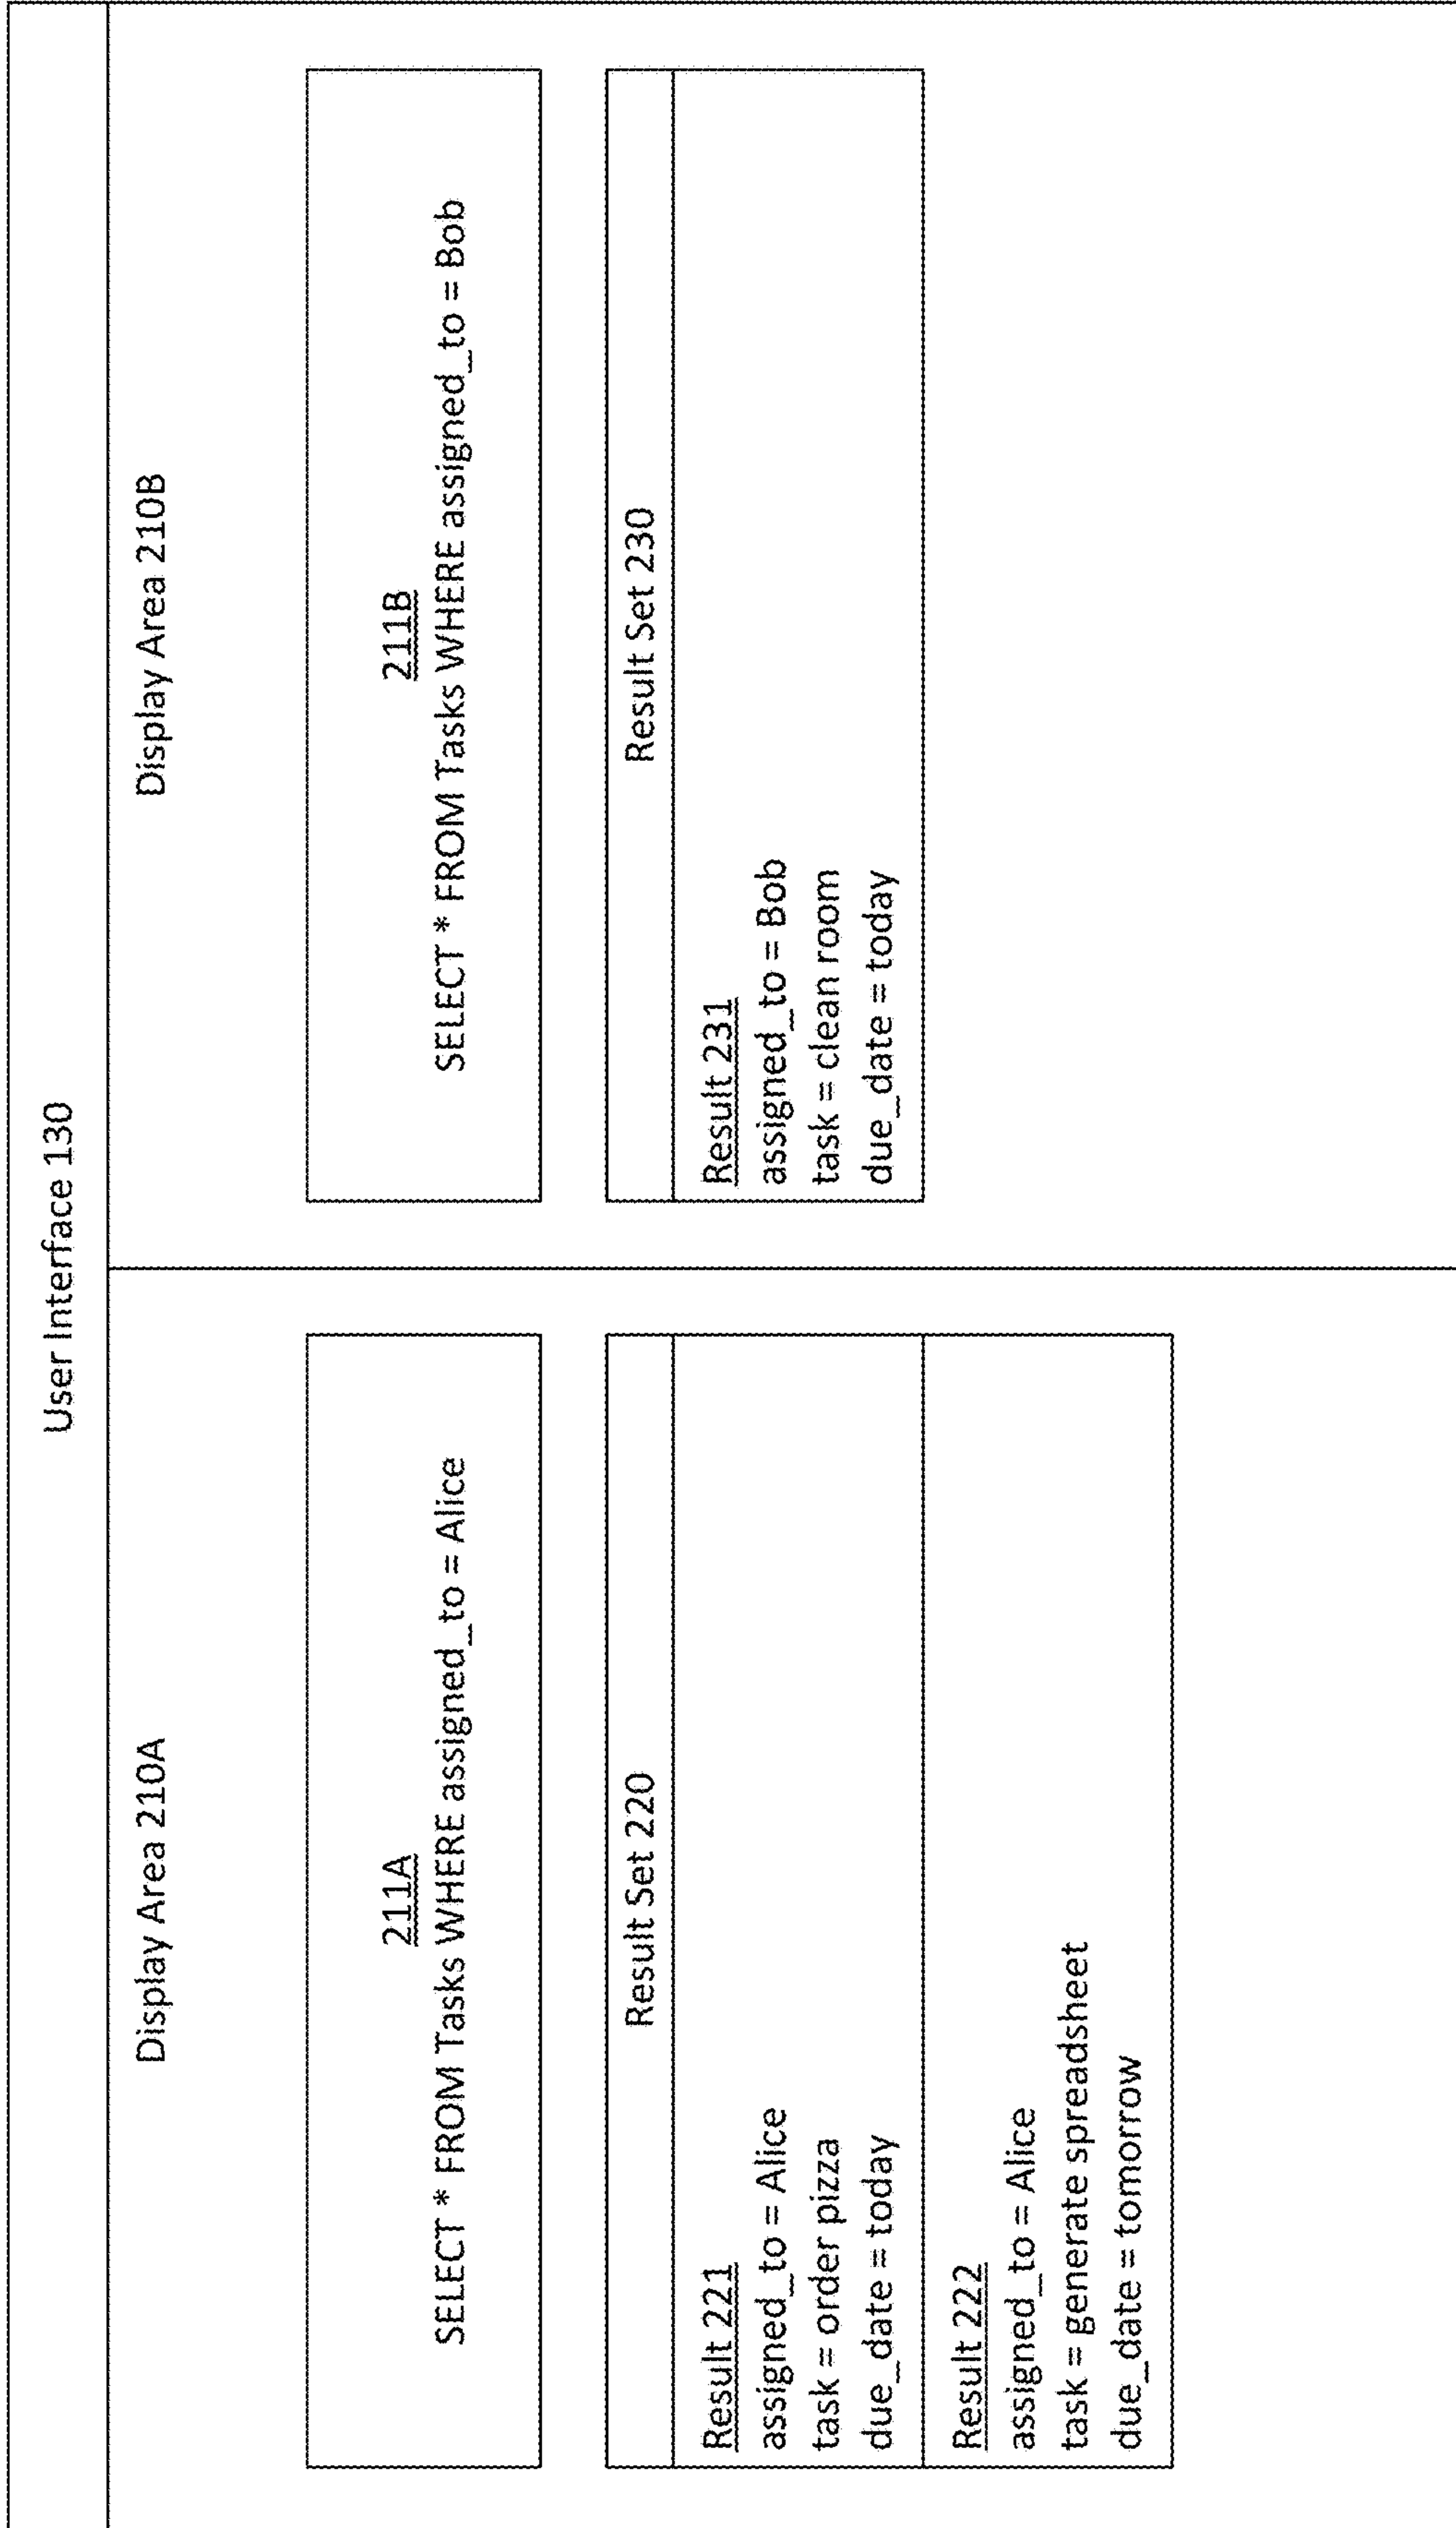 User Interface 130
Display Area 210A
211A
SELECT * FROM Tasks WHERE assigned_to = Alice
Result Set 220
Result 221
assigned_to = Alice
task = order pizza
due_date = today
Result 222
assigned_to = Alice
task = generate spreadsheet
due_date = tomorrow
Display Area 210B
211B
SELECT * FROM Tasks WHERE assigned_to = Bob
Result Set 230
Result 231
assigned_to = Bob
task = clean room
due_date = today